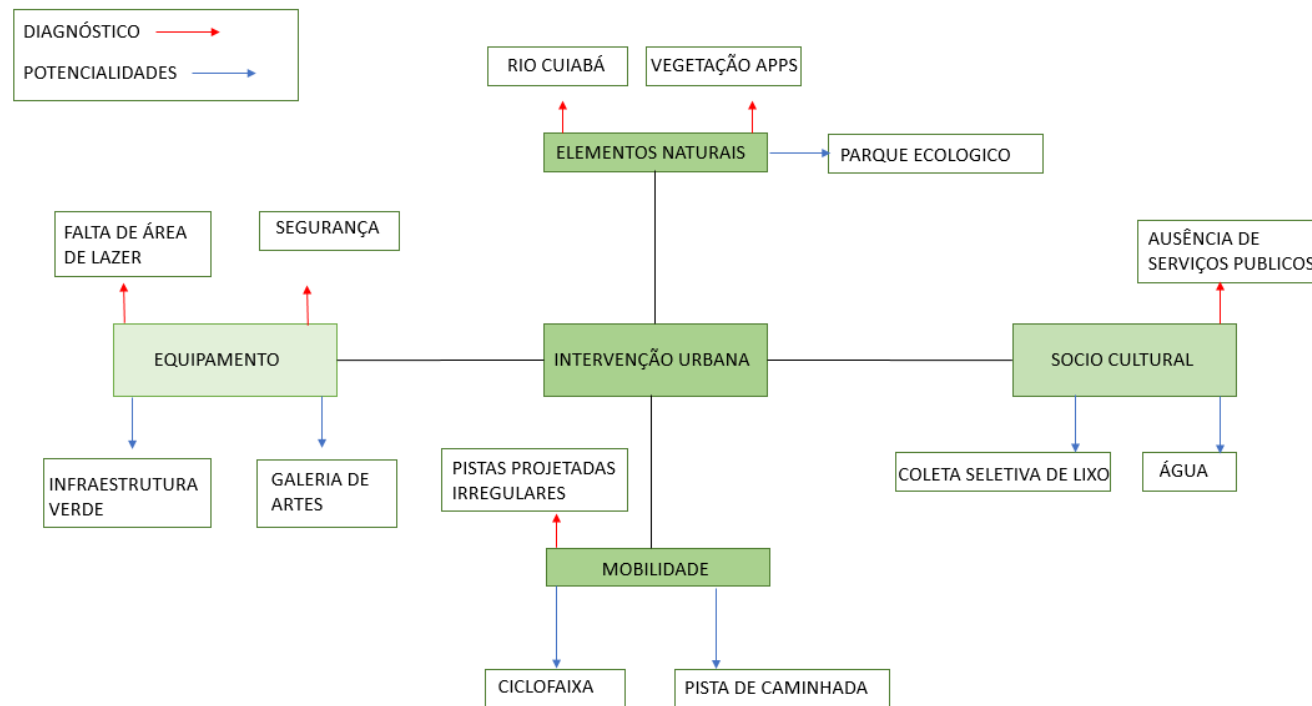 DIAGNÓSTICO
POTENCIALIDADES
RIO CUIABÁ
VEGETAÇÃO APPS
ELEMENTOS NATURAIS
PARQUE ECOLOGICO
FALTA DE ÁREA
DE LAZER
SEGURANÇA
AUSÊNCIA DE
SERVIÇOS PUBLICOS
EQUIPAMENTO
INTERVENÇÃO URBANA
SOCIO CULTURAL
INFRAESTRUTURA
VERDE
GALERIA DE
ARTES
PISTAS PROJETADAS
IRREGULARES
COLETA SELETIVA DE LIXO
ÁGUA
MOBILIDADE
CICLOFAIXA
PISTA DE CAMINHADA